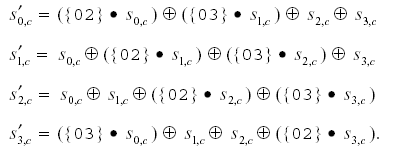 s′0,c = ({02} • s0,c) ⊕ ({03} • s1,c) ⊕ s2,c ⊕ s3,c
s′1,c = s0,c ⊕ ({02} • s1,c) ⊕ ({03} • s2,c) ⊕ s3,c
s′2,c = s0,c ⊕ s1,c ⊕ ({02} • s2,c) ⊕ ({03} • s3,c)
s′3,c = ({03} • s0,c) ⊕ s1,c ⊕ s2,c ⊕ ({02} • s3,c).